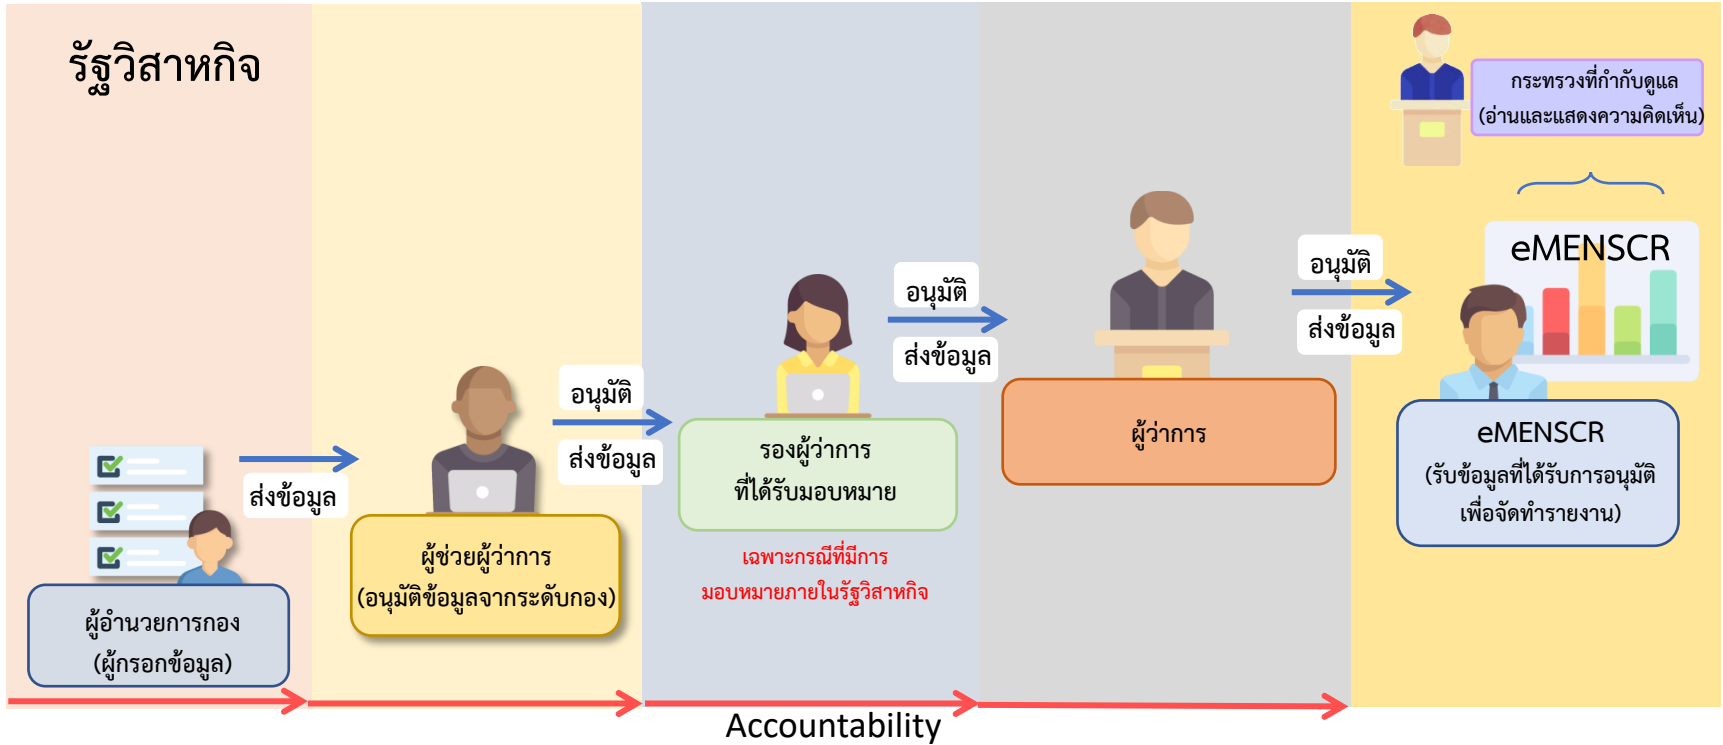 รัฐวิสาหกิจ
ส่งข้อมูล
ผู้อำนวยการกอง
(ผู้กรอกข้อมูล)
อนุมัติ
ส่งข้อมูล
ผู้ช่วยผู้ว่าการ
(อนุมัติข้อมูลจากระดับกอง)
อนุมัติ
ส่งข้อมูล
รองผู้ว่าการ
ที่ได้รับมอบหมาย
เฉพาะกรณีที่มีการ
มอบหมายภายในรัฐวิสาหกิจ
อนุมัติ
ส่งข้อมูล
ผู้ว่าการ
กระทรวงที่กำกับดูแล
(อ่านและแสดงความคิดเห็น)
eMENSCR
eMENSCR
(รับข้อมูลที่ได้รับการอนุมัติ
เพื่อจัดทำรายงาน)
Accountability